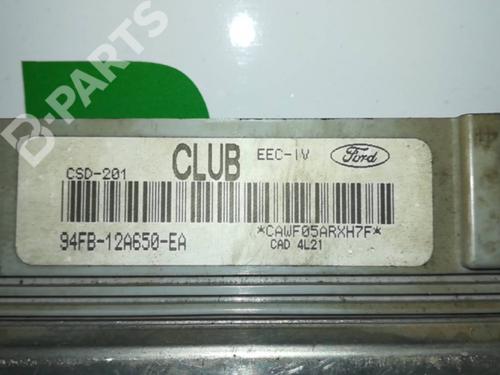 B-PARTS
CSD-201 CLUB EEC-IV Ford
94FB-12A650-EA *CAWF05ARXH7F*
CAD 4L21